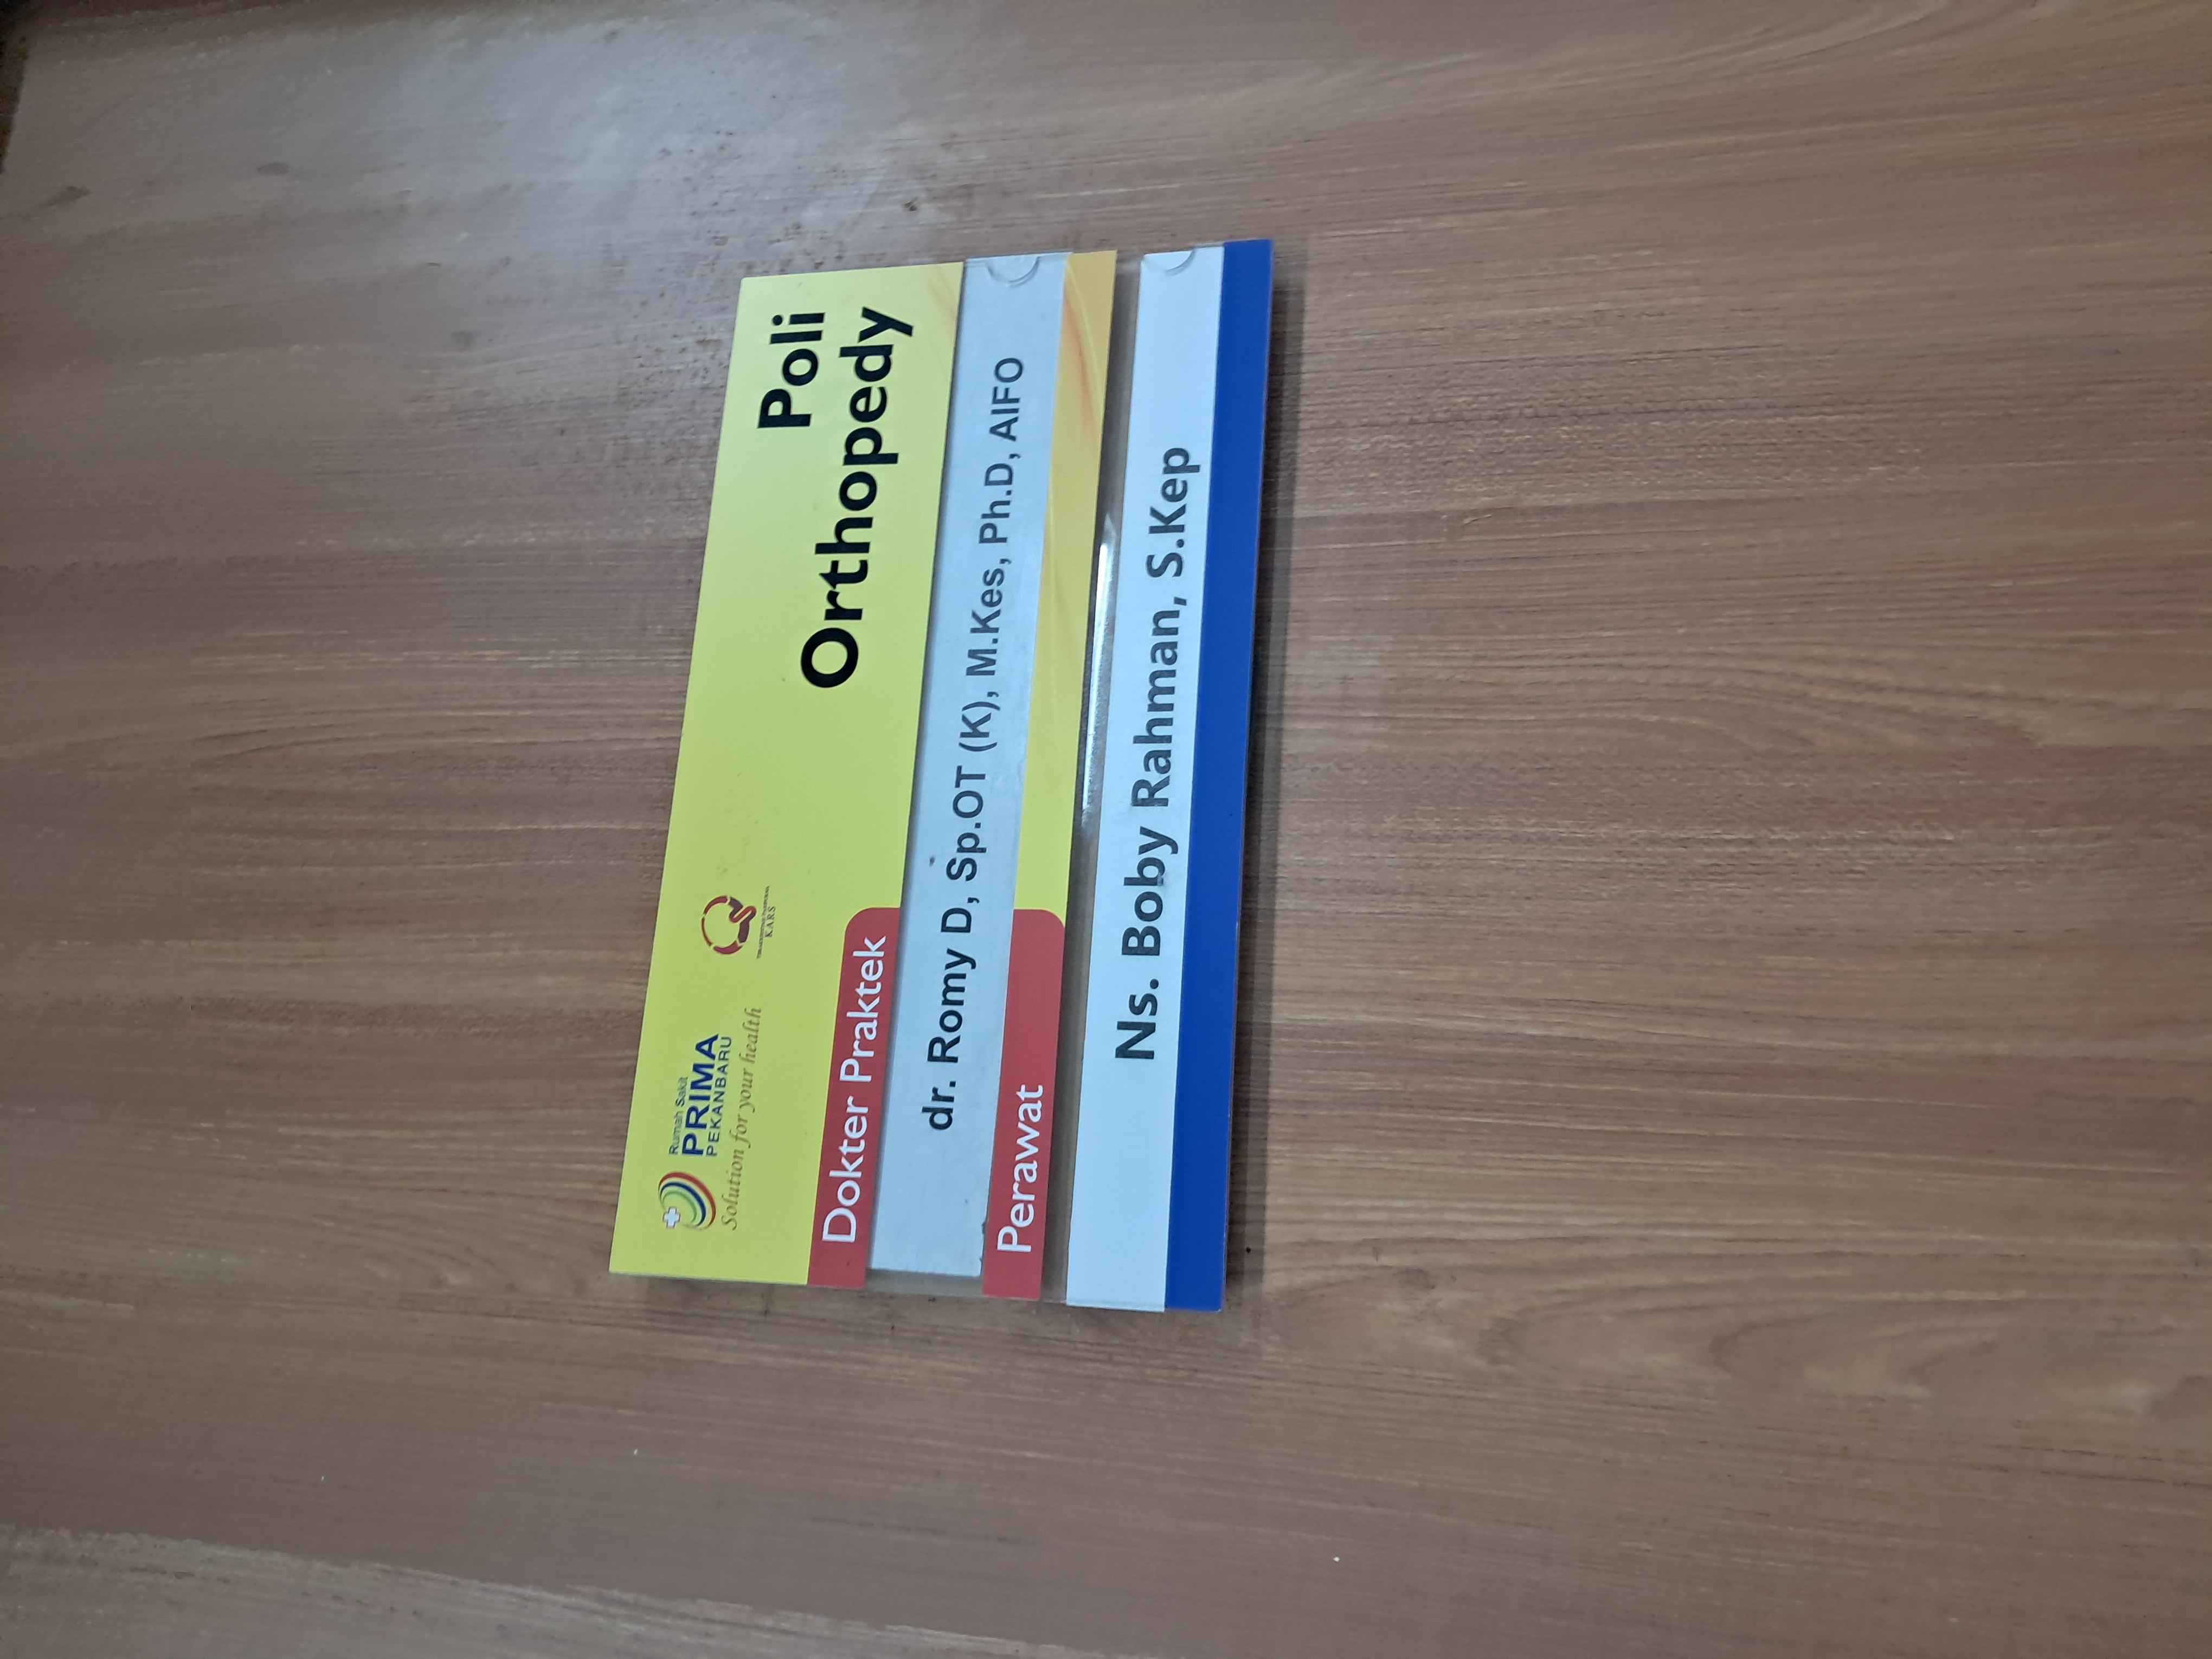 Rumah Sakit
PRIMA
PEKANBARU
Solution for your health
KARS
Poli
Orthopedy
Dokter Praktek
dr. Romy D, Sp.OT (K), M.Kes, Ph.D, AIFO
Perawat
Ns. Boby Rahman, S.Kep